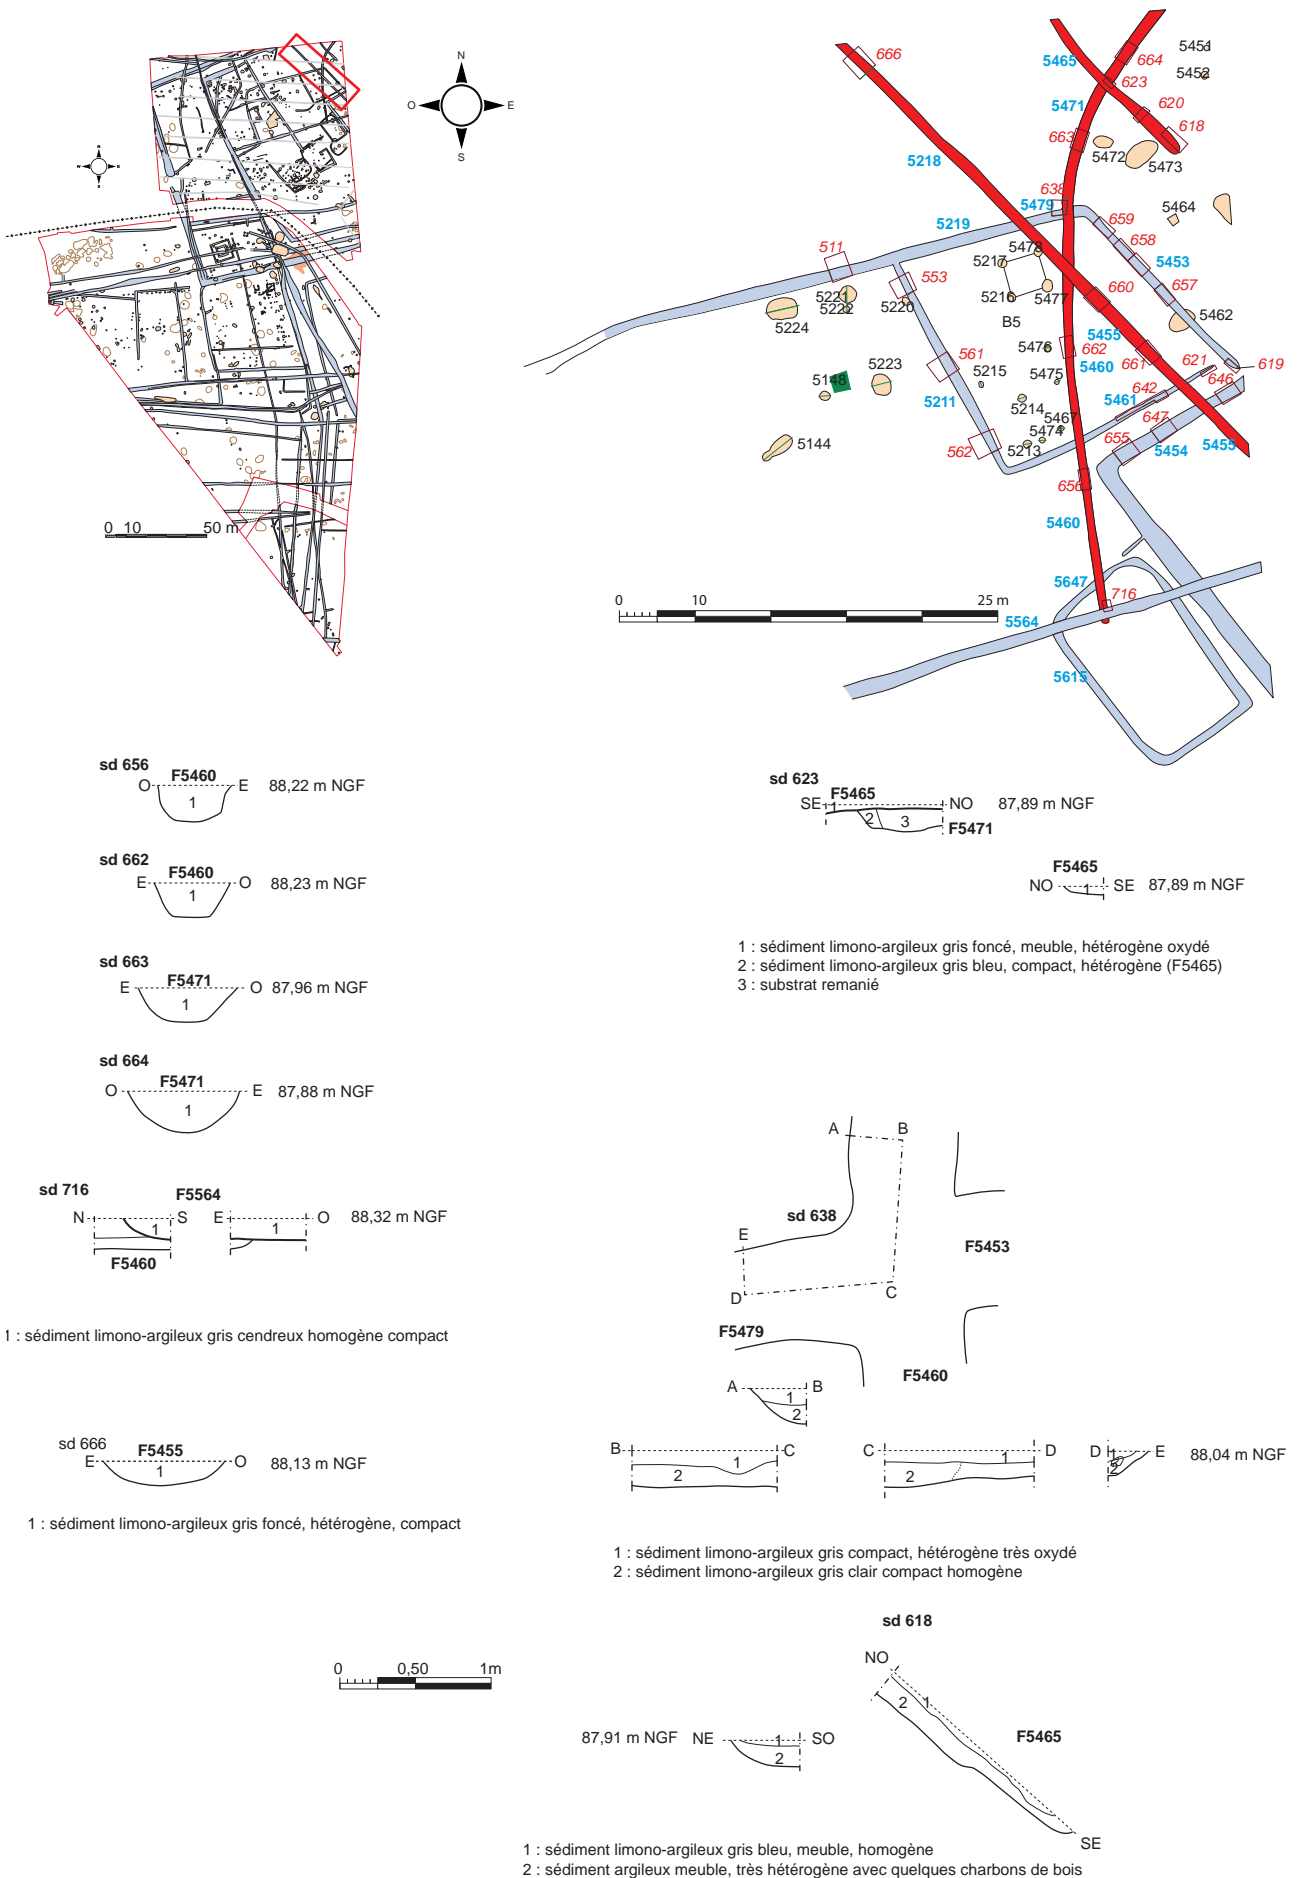 N
O
E
S
N
W
E
S
0 10 50 m
666
664
5451
5465
5452
623
620
5471
618
663
5472
5473
5218
638
5479
5464
5219
659
658
5478
511
5453
5217
553
657
660
5221
5216
5477
5222
5220
5462
5224
B5
5455
5476
662
561
661
621
619
5223
5460
5215
5475
5148
642
646
5211
5461
5214
5467
647
5474
655
5144
5213
5454
5455
562
656
5460
5647
0 10 25 m
716
5564
5615
sd 656
F5460
O E 88,22 m NGF
1
sd 662
F5460
E O 88,23 m NGF
1
sd 663
F5471
E O 87,96 m NGF
1
sd 664
F5471
O E 87,88 m NGF
1
sd 716 F5564
N S E O 88,32 m NGF
1 1
F5460
1 : sédiment limono-argileux gris cendreux homogène compact
sd 666 F5455
E O 88,13 m NGF
1
1 : sédiment limono-argileux gris foncé, hétérogène, compact
sd 623
F5465
SE 1 NO 87,89 m NGF
2 3
F5471
F5465
NO 1 SE 87,89 m NGF
1 : sédiment limono-argileux gris foncé, meuble, hétérogène oxydé
2 : sédiment limono-argileux gris bleu, compact, hétérogène (F5465)
3 : substrat remanié
A B
sd 638
E
F5453
D C
F5479
F5460
A B
1
2
B C C D D E 88,04 m NGF
1 1 1
2 2 2
1 : sédiment limono-argileux gris compact, hétérogène très oxydé
2 : sédiment limono-argileux gris clair compact homogène
sd 618
NO
2 1
F5465
SE
0 0,50 1m
87,91 m NGF NE 1 SO
2
1 : sédiment limono-argileux gris bleu, meuble, homogène
2 : sédiment argileux meuble, très hétérogène avec quelques charbons de bois